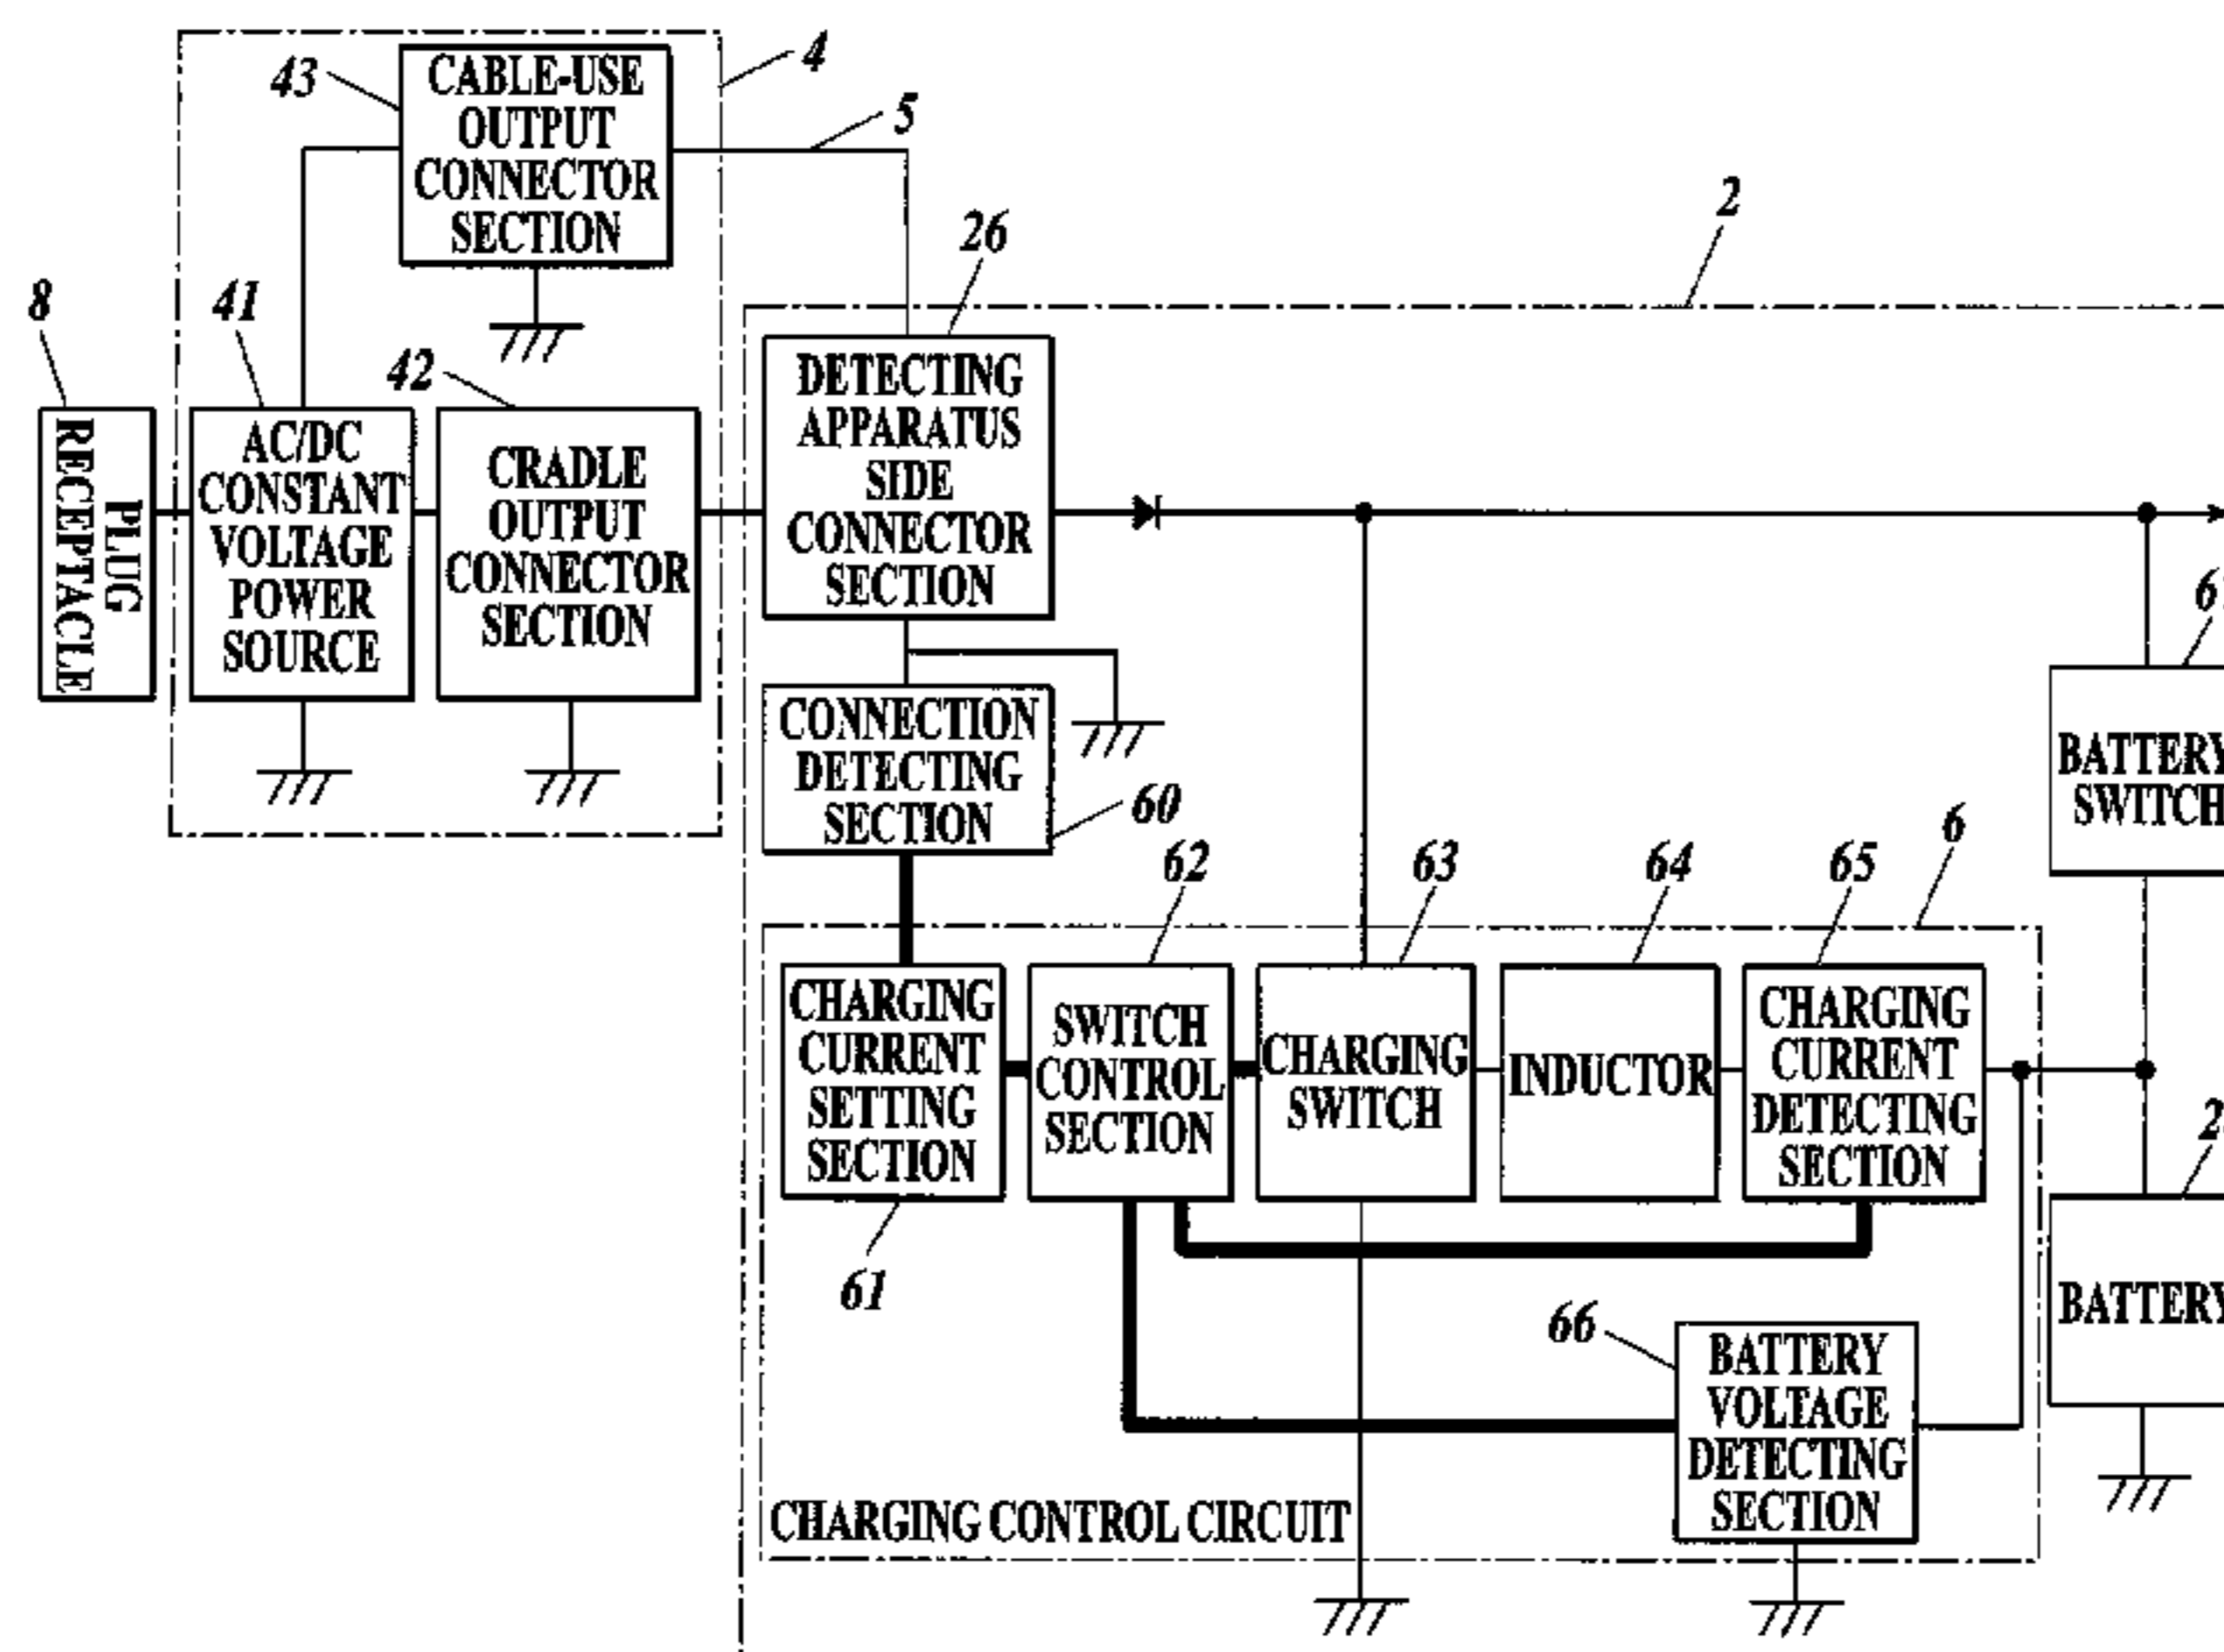 4
43
CABLE-USE
OUTPUT
CONNECTOR
SECTION
5
2
26
8
41
42
PLUG
RECEPTACLE
AC/DC
CONSTANT
VOLTAGE
POWER
SOURCE
CRADLE
OUTPUT
CONNECTOR
SECTION
DETECTING
APPARATUS
SIDE
CONNECTOR
SECTION
CONNECTION
DETECTING
SECTION
60
BATTERY
SWITCH
62
63
64
65
6
CHARGING
CURRENT
SETTING
SECTION
SWITCH
CONTROL
SECTION
CHARGING
SWITCH
INDUCTOR
CHARGING
CURRENT
DETECTING
SECTION
61
66
BATTERY
VOLTAGE
DETECTING
SECTION
BATTERY
CHARGING CONTROL CIRCUIT